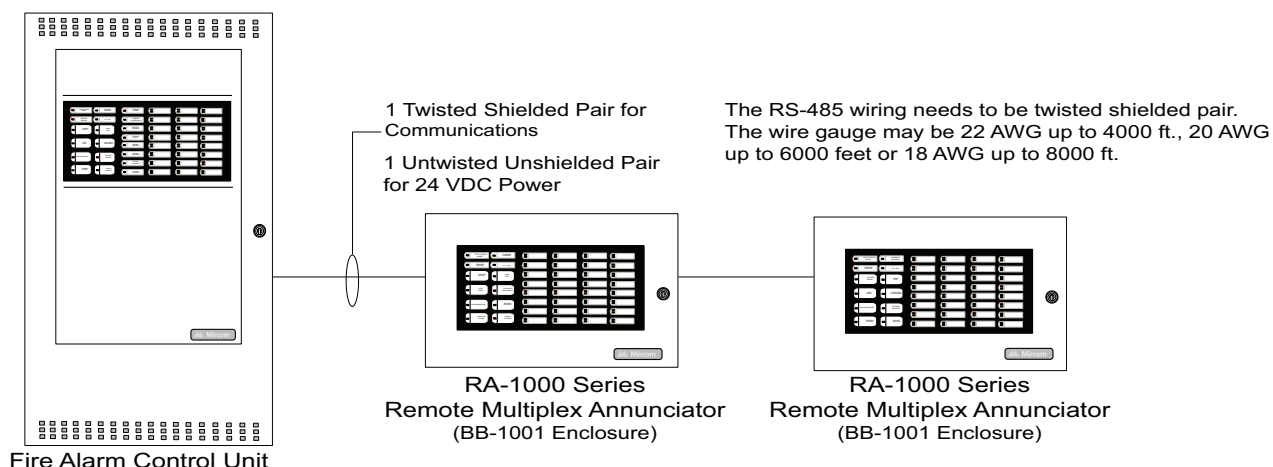 1 Twisted Shielded Pair for
Communications
1 Untwisted Unshielded Pair
for 24 VDC Power
The RS-485 wiring needs to be twisted shielded pair.
The wire gauge may be 22 AWG up to 4000 ft., 20 AWG
up to 6000 feet or 18 AWG up to 8000 ft.
Mircom
Mircom
Mircom
RA-1000 Series
Remote Multiplex Annunciator
(BB-1001 Enclosure)
RA-1000 Series
Remote Multiplex Annunciator
(BB-1001 Enclosure)
Fire Alarm Control Unit